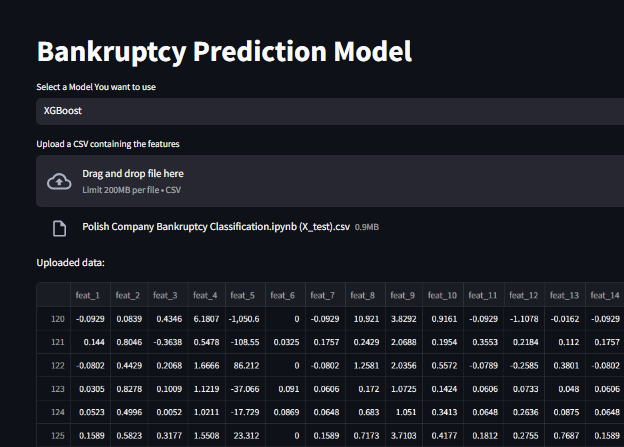 Bankruptcy Prediction Model
Select a Model You want to use
XGBoost
Upload a CSV containing the features
Drag and drop file here
Limit 200MB per file • CSV
Polish Company Bankruptcy Classification.ipynb (X_test).csv 0.9MB
Uploaded data:
feat_1 feat_2 feat_3 feat_4 feat_5 feat_6 feat_7 feat_8 feat_9 feat_10 feat_11 feat_12 feat_13 feat_14
120 -0.0929 0.0839 0.4346 6.1807 -1,050.6 0 -0.0929 10.921 3.8292 0.9161 -0.0929 -1.1078 -0.0162 -0.0929
121 0.144 0.8046 -0.3638 0.5478 -108.55 0.0325 0.1757 0.2429 2.0688 0.1954 0.3553 0.2184 0.112 0.1757
122 -0.0802 0.4429 0.2068 1.6666 86.212 0 -0.0802 1.2581 2.0356 0.5572 -0.0789 -0.2585 0.3801 -0.0802
123 0.0305 0.8278 0.1009 1.1219 -37.066 0.091 0.0606 0.172 1.0725 0.1424 0.0606 0.0733 0.048 0.0606
124 0.0523 0.4996 0.0052 1.0211 -17.729 0.0869 0.0648 0.683 1.051 0.3413 0.0648 0.2636 0.0875 0.0648
125 0.1589 0.5823 0.3177 1.5508 23.312 0 0.1589 0.7173 3.7103 0.4177 0.1812 0.2755 0.7687 0.1589